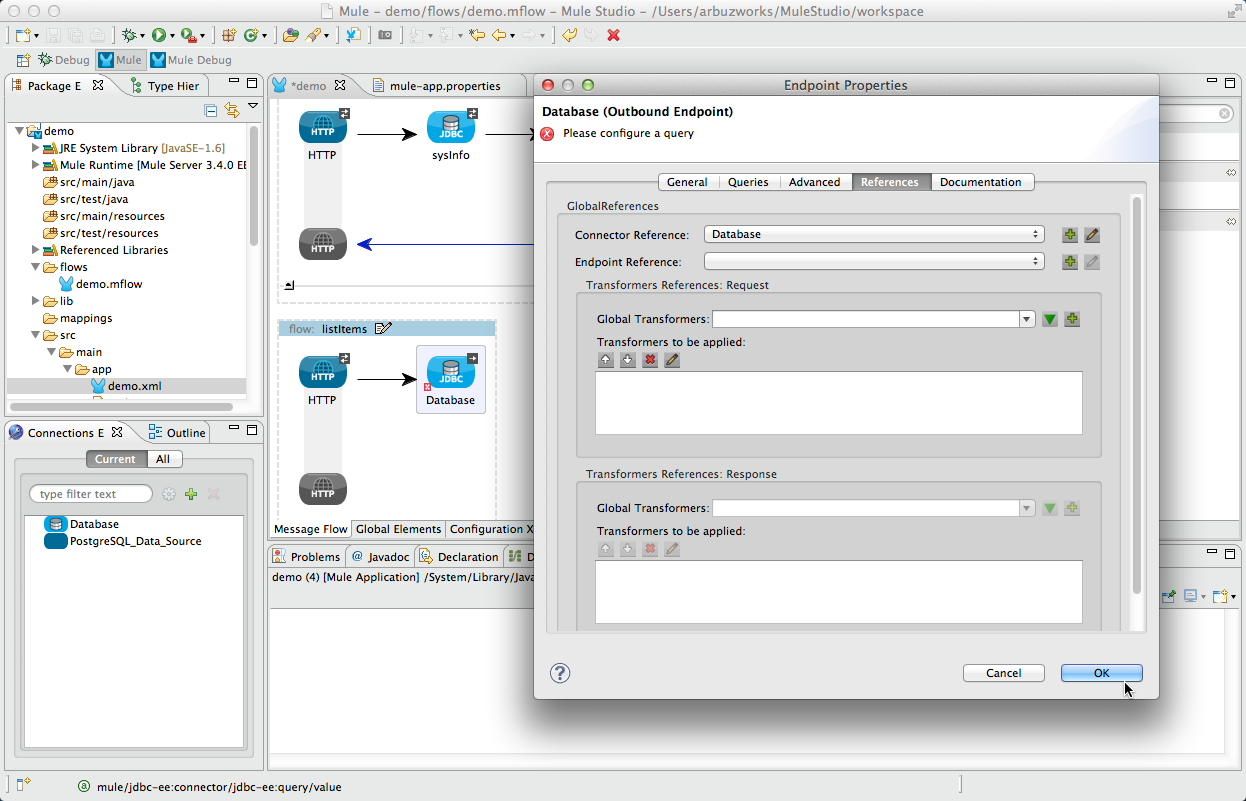 Mule – demo/flows/demo.mflow – Mule Studio – /Users/arbuzworks/MuleStudio/workspace
Debug Mule Mule Debug
Package E Type Hier
demo
JRE System Library [JavaSE-1.6]
Mule Runtime [Mule Server 3.4.0 EE
src/main/java
src/test/java
src/main/resources
src/test/resources
Referenced Libraries
flows
demo.mflow
lib
mappings
src
main
app
demo.xml
Connections E Outline
Current All
type filter text
Database
PostgreSQL_Data_Source
*demo mule-app.properties
HTTP JDBC
HTTP sysInfo
HTTP
flow: listItems
HTTP JDBC
HTTP Database
HTTP
Message Flow Global Elements Configuration X
Problems @ Javadoc Declaration D
demo (4) [Mule Application] /System/Library/Java
Endpoint Properties
Database (Outbound Endpoint)
Please configure a query
General Queries Advanced References Documentation
GlobalReferences
Connector Reference: Database
Endpoint Reference:
Transformers References: Request
Global Transformers:
Transformers to be applied:
Transformers References: Response
Global Transformers:
Transformers to be applied:
? Cancel OK
mule/jdbc-ee:connector/jdbc-ee:query/value